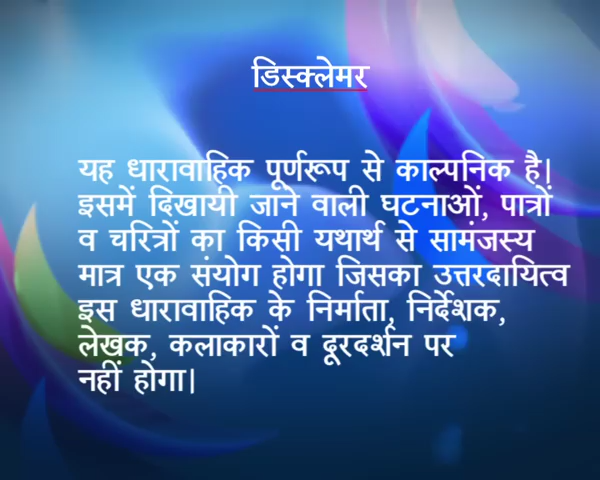 डिस्क्लेमर
यह धारावाहिक पूर्णरूप से काल्पनिक है।
इसमें दिखायी जाने वाली घटनाओं, पात्रों
व चरित्रों का किसी यथार्थ से सामंजस्य
मात्र एक संयोग होगा जिसका उत्तरदायित्व
इस धारावाहिक के निर्माता, निर्देशक,
लेखक, कलाकारों व दूरदर्शन पर
नहीं होगा।